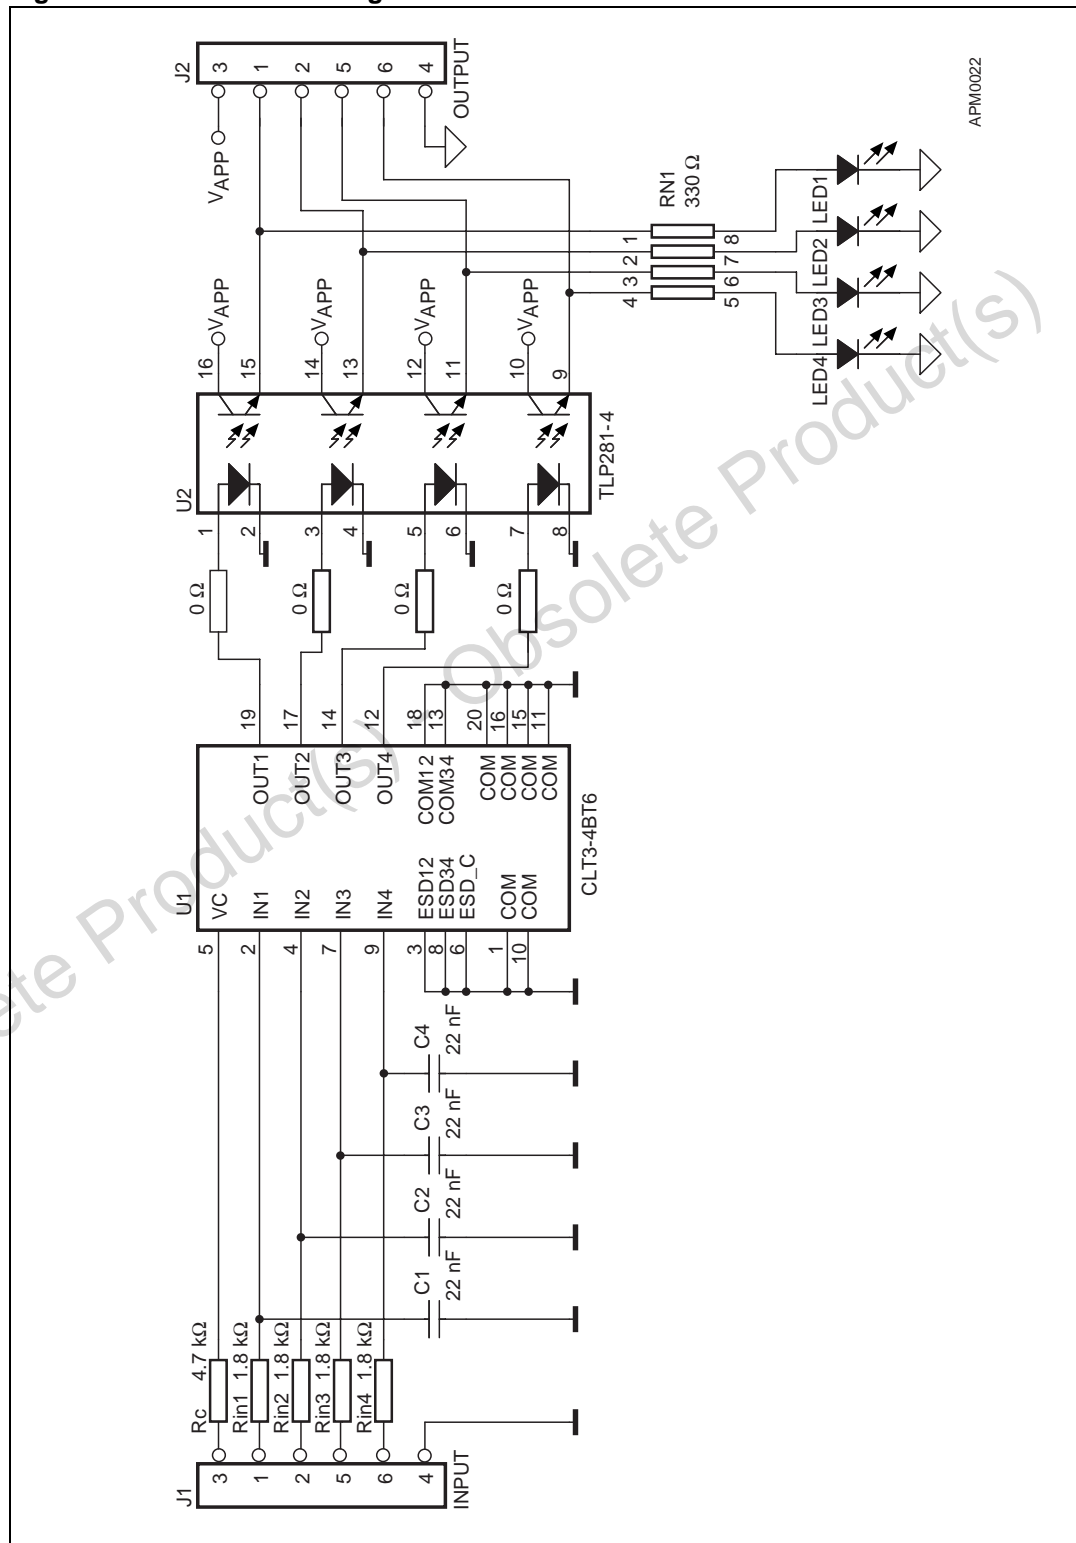 J2
3
1
2
5
6
4
OUTPUT
VAPP
APM0022
RN1
330 Ω
1
2
3
4
8
7
6
5
LED1
LED2
LED3
LED4
VAPP
VAPP
VAPP
VAPP
16
15
14
13
12
11
10
9
U2
TLP281-4
1
2
3
4
5
6
7
8
0 Ω
0 Ω
0 Ω
0 Ω
19
17
14
12
18
13
20
16
15
11
U1
OUT1
OUT2
OUT3
OUT4
COM12
COM34
COM
COM
COM
COM
VC
IN1
IN2
IN3
IN4
ESD12
ESD34
ESD_C
COM
COM
CLT3-4BT6
5
2
4
7
9
3
8
6
1
10
C4
22 nF
C3
22 nF
C2
22 nF
C1
22 nF
Rc 4.7 kΩ
Rin1 1.8 kΩ
Rin2 1.8 kΩ
Rin3 1.8 kΩ
Rin4 1.8 kΩ
J1
3
1
2
5
6
4
INPUT
ete Product(s) - Obsolete Product(s)